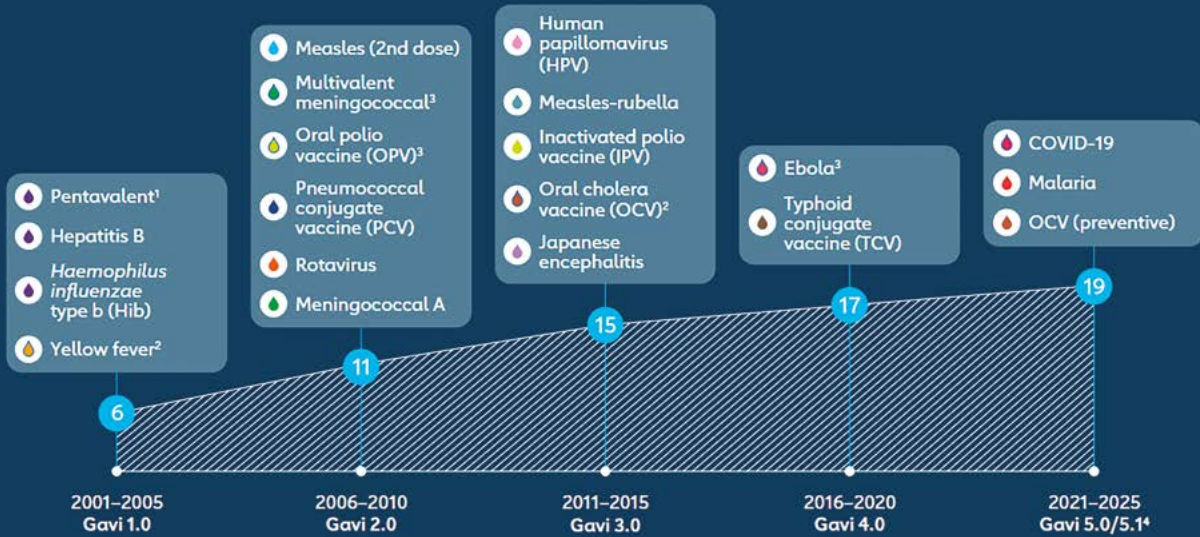 Pentavalent¹
Hepatitis B
Haemophilus
influenzae
type b (Hib)
Yellow fever²
6
2001–2005
Gavi 1.0
Measles (2nd dose)
Multivalent
meningococcal³
Oral polio
vaccine (OPV)³
Pneumococcal
conjugate
vaccine (PCV)
Rotavirus
Meningococcal A
11
2006–2010
Gavi 2.0
Human
papillomavirus
(HPV)
Measles-rubella
Inactivated polio
vaccine (IPV)
Oral cholera
vaccine (OCV)²
Japanese
encephalitis
15
2011–2015
Gavi 3.0
Ebola³
Typhoid
conjugate
vaccine (TCV)
17
2016–2020
Gavi 4.0
COVID-19
Malaria
OCV (preventive)
19
2021–2025
Gavi 5.0/5.1⁴